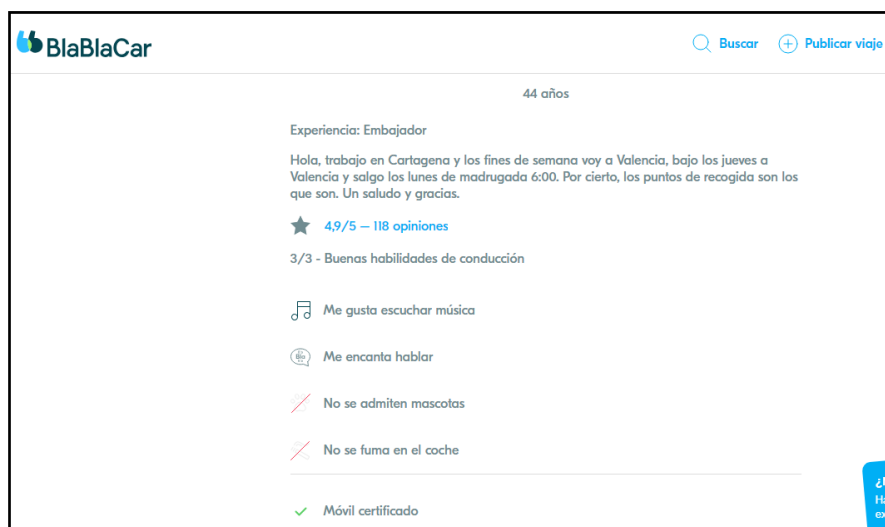 BlaBlaCar
Buscar
Publicar viaje
44 años
Experiencia: Embajador
Hola, trabajo en Cartagena y los fines de semana voy a Valencia, bajo los jueves a
Valencia y salgo los lunes de madrugada 6:00. Por cierto, los puntos de recogida son los
que son. Un saludo y gracias.
4,9/5 — 118 opiniones
3/3 - Buenas habilidades de conducción
Me gusta escuchar música
Me encanta hablar
No se admiten mascotas
No se fuma en el coche
Móvil certificado